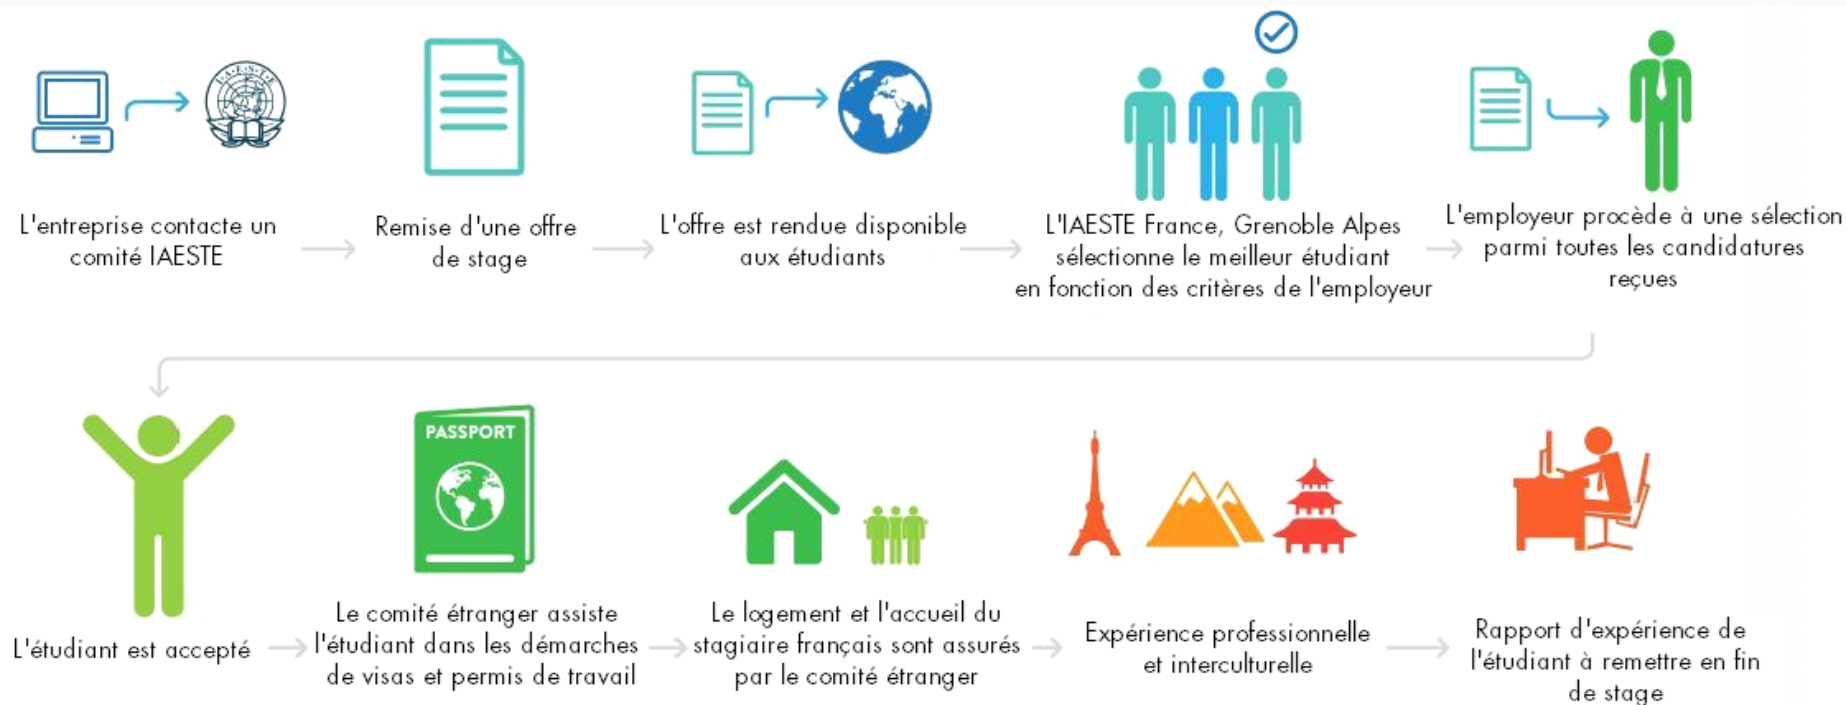 I.A.E.S.T.E
L'entreprise contacte un
comité IAESTE
Remise d'une offre
de stage
L'offre est rendue disponible
aux étudiants
L'IAESTE France, Grenoble Alpes
sélectionne le meilleur étudiant
en fonction des critères de l'employeur
L'employeur procède à une sélection
parmi toutes les candidatures
reçues
L'étudiant est accepté
PASSPORT
Le comité étranger assiste
l'étudiant dans les démarches
de visas et permis de travail
Le logement et l'accueil du
stagiaire français sont assurés
par le comité étranger
Expérience professionnelle
et interculturelle
Rapport d'expérience de
l'étudiant à remettre en fin
de stage